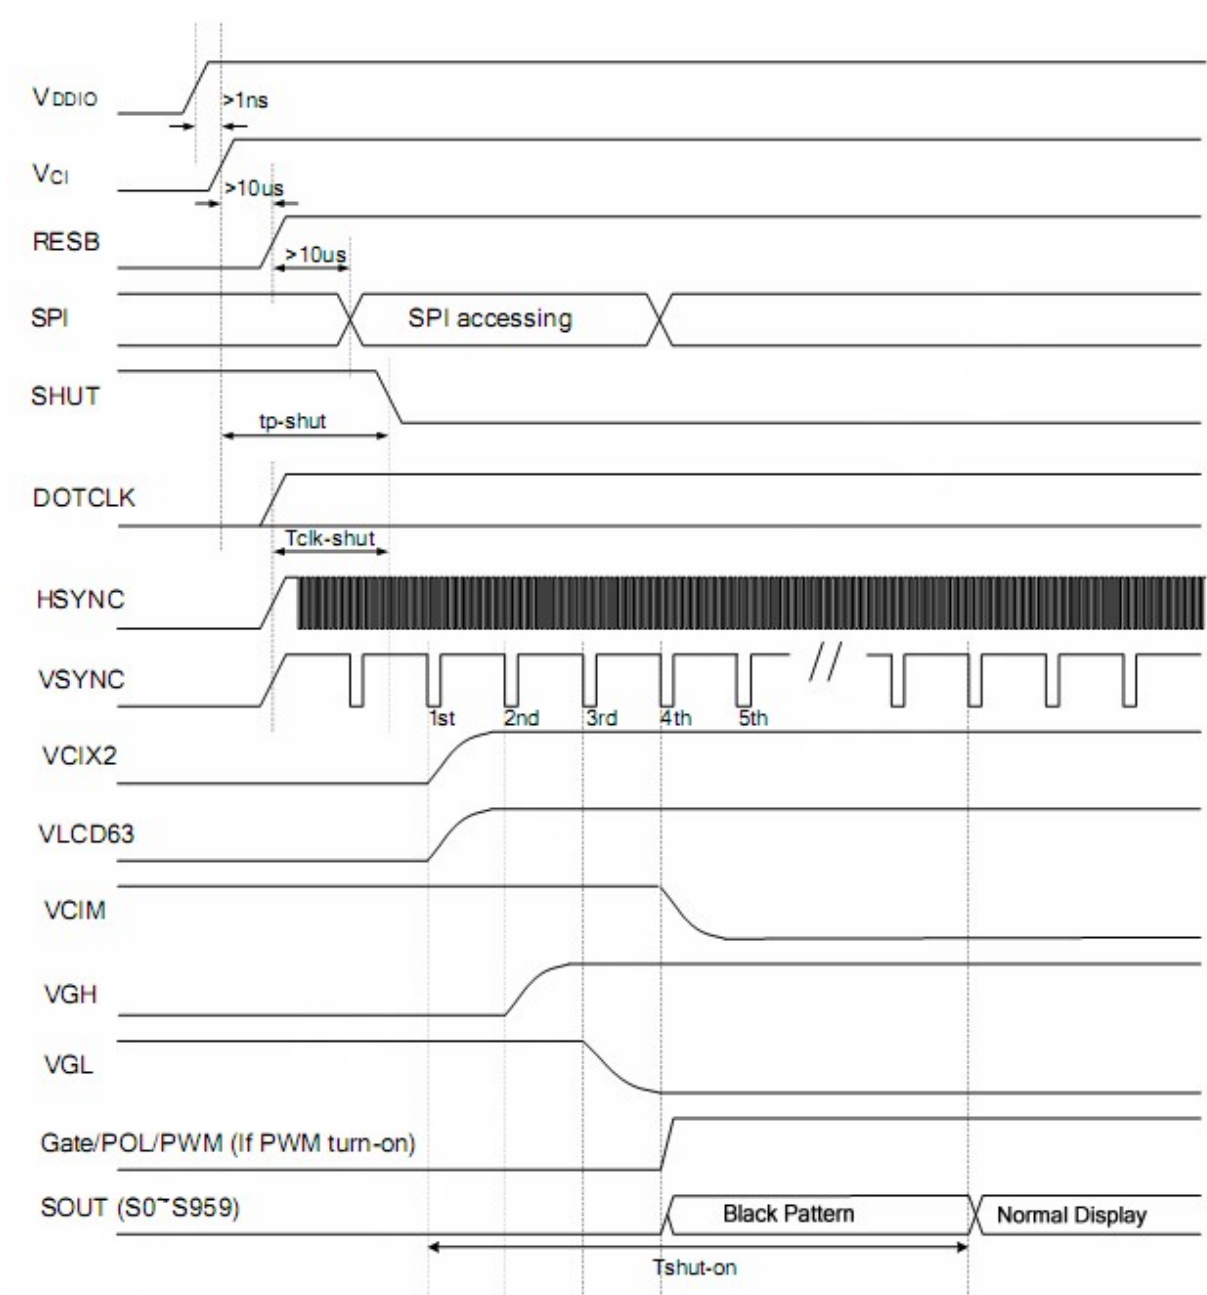 VDDIO
>1ns
VCI
>10us
RESB
>10us
SPI
SPI accessing
SHUT
tp-shut
DOTCLK
Tclk-shut
HSYNC
VSYNC
1st 2nd 3rd 4th 5th
VCIX2
VLCD63
VCIM
VGH
VGL
Gate/POL/PWM (If PWM turn-on)
SOUT (S0~S959)
Black Pattern
Normal Display
Tshut-on